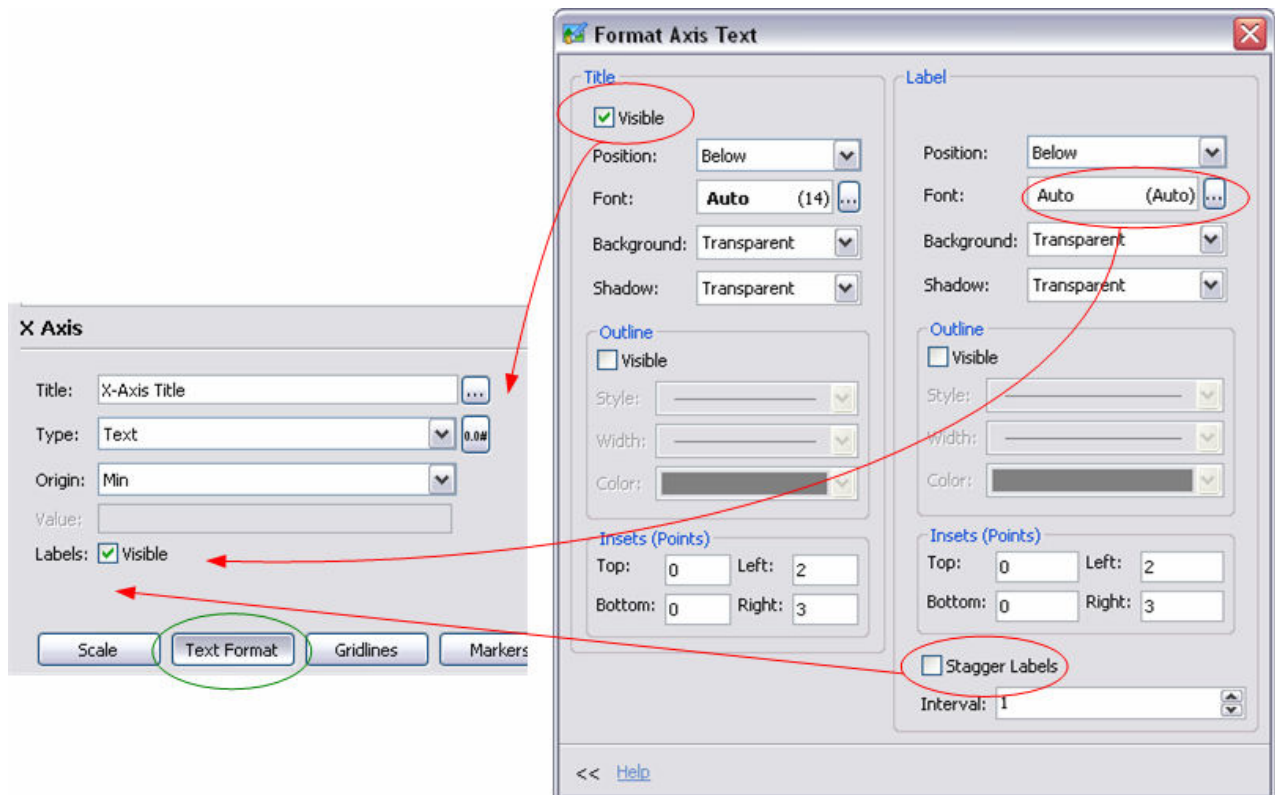 Format Axis Text
Title
Visible
Position: Below
Font: Auto (14) ...
Background: Transparent
Shadow: Transparent
Outline
Visible
Style:
Width:
Color:
Insets (Points)
Top: 0 Left: 2
Bottom: 0 Right: 3
Label
Position: Below
Font: Auto (Auto) ...
Background: Transparent
Shadow: Transparent
Outline
Visible
Style:
Width:
Color:
Insets (Points)
Top: 0 Left: 2
Bottom: 0 Right: 3
Stagger Labels
Interval: 1
<< Help
X Axis
Title: X-Axis Title ...
Type: Text 0.0#
Origin: Min
Value:
Labels: Visible
Scale Text Format Gridlines Markers